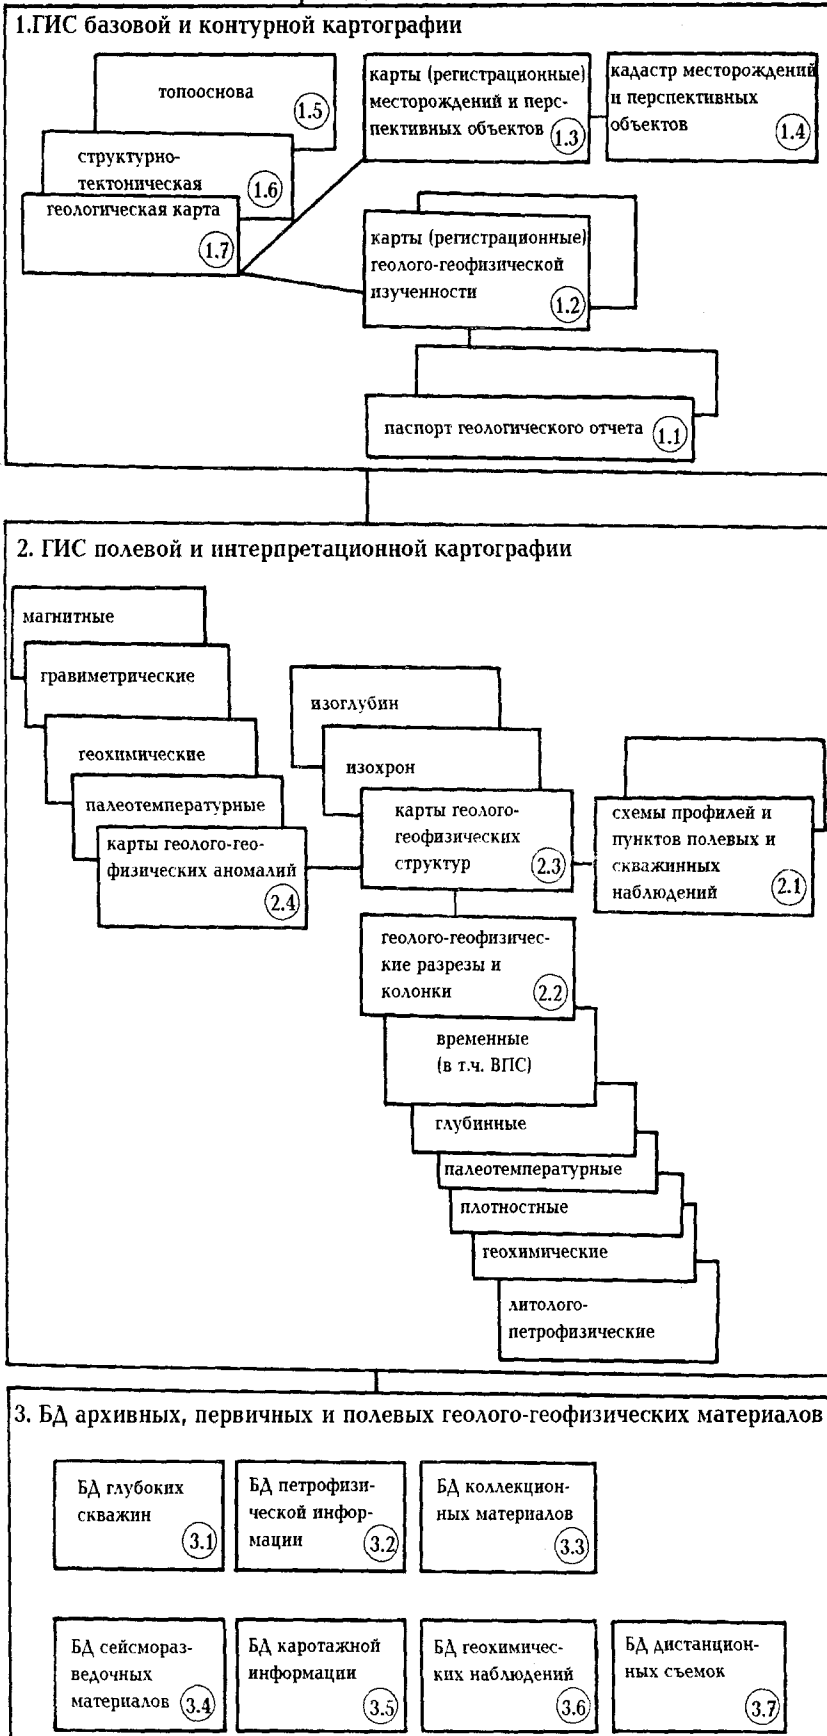 1.ГИС базовой и контурной картографии
топооснова
1.5
структурно-
тектоническая
1.6
геологическая карта
1.7
карты (регистрационные)
месторождений и перс-
пективных объектов
1.3
кадастр месторождений
и перспективных
объектов
1.4
карты (регистрационные)
геолого-геофизической
изученности
1.2
паспорт геологического отчета
1.1
2. ГИС полевой и интерпретационной картографии
магнитные
гравиметрические
геохимические
палеотемпературные
карты геолого-гео-
физических аномалий
2.4
изоглубин
изохрон
карты геолого-
геофизических
структур
2.3
схемы профилей и
пунктов полевых и
скважинных
наблюдений
2.1
геолого-геофизичес-
кие разрезы и
колонки
2.2
временные
(в т.ч. ВПС)
глубинные
палеотемпературные
плотностные
геохимические
литолого-
петрофизические
3. БД архивных, первичных и полевых геолого-геофизических материалов
БД глубоких
скважин
3.1
БД петрофизи-
ческой инфор-
мации
3.2
БД коллекцион-
ных материалов
3.3
БД сейсмораз-
ведочных
материалов
3.4
БД каротажной
информации
3.5
БД геохимичес-
ких наблюдений
3.6
БД дистанцион-
ных съемок
3.7